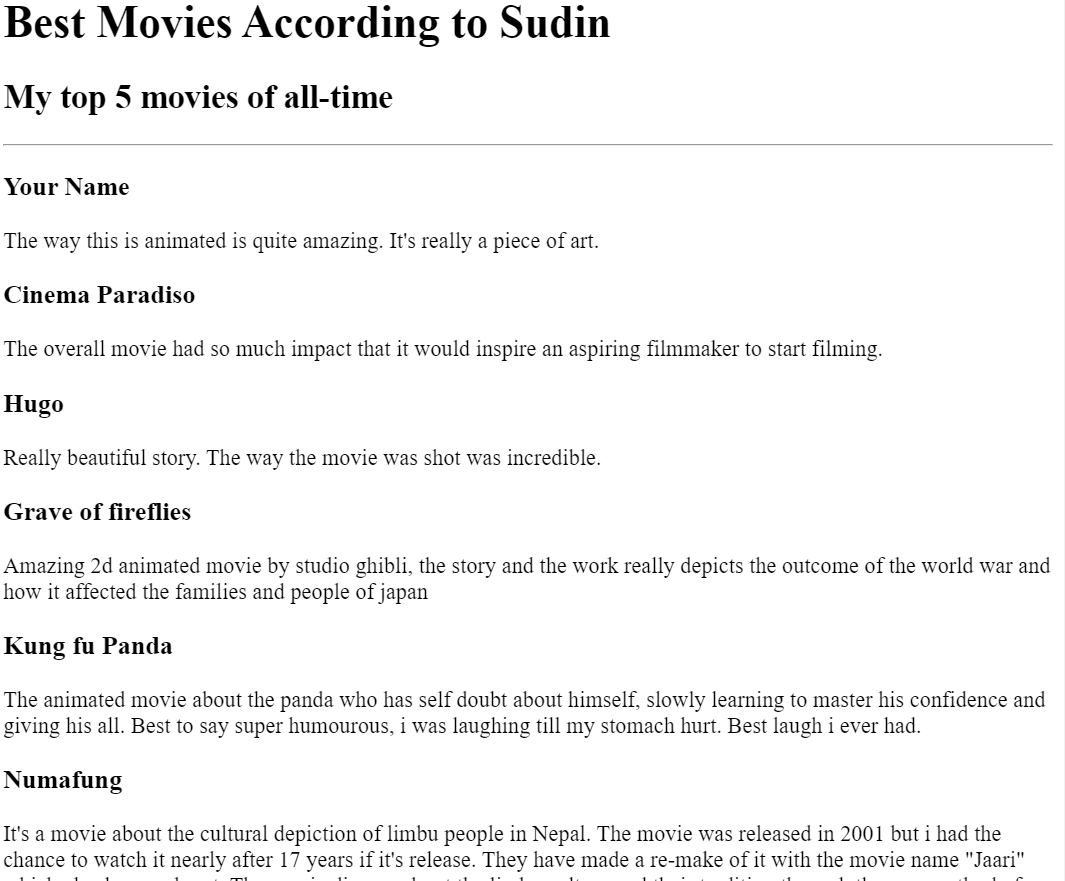 Best Movies According to Sudin
My top 5 movies of all-time
Your Name
The way this is animated is quite amazing. It's really a piece of art.
Cinema Paradiso
The overall movie had so much impact that it would inspire an aspiring filmmaker to start filming.
Hugo
Really beautiful story. The way the movie was shot was incredible.
Grave of fireflies
Amazing 2d animated movie by studio ghibli, the story and the work really depicts the outcome of the world war and
how it affected the families and people of japan
Kung fu Panda
The animated movie about the panda who has self doubt about himself, slowly learning to master his confidence and
giving his all. Best to say super humourous, i was laughing till my stomach hurt. Best laugh i ever had.
Numafung
It's a movie about the cultural depiction of limbu people in Nepal. The movie was released in 2001 but i had the
chance to watch it nearly after 17 years if it's release. They have made a re-make of it with the movie name "Jaari"